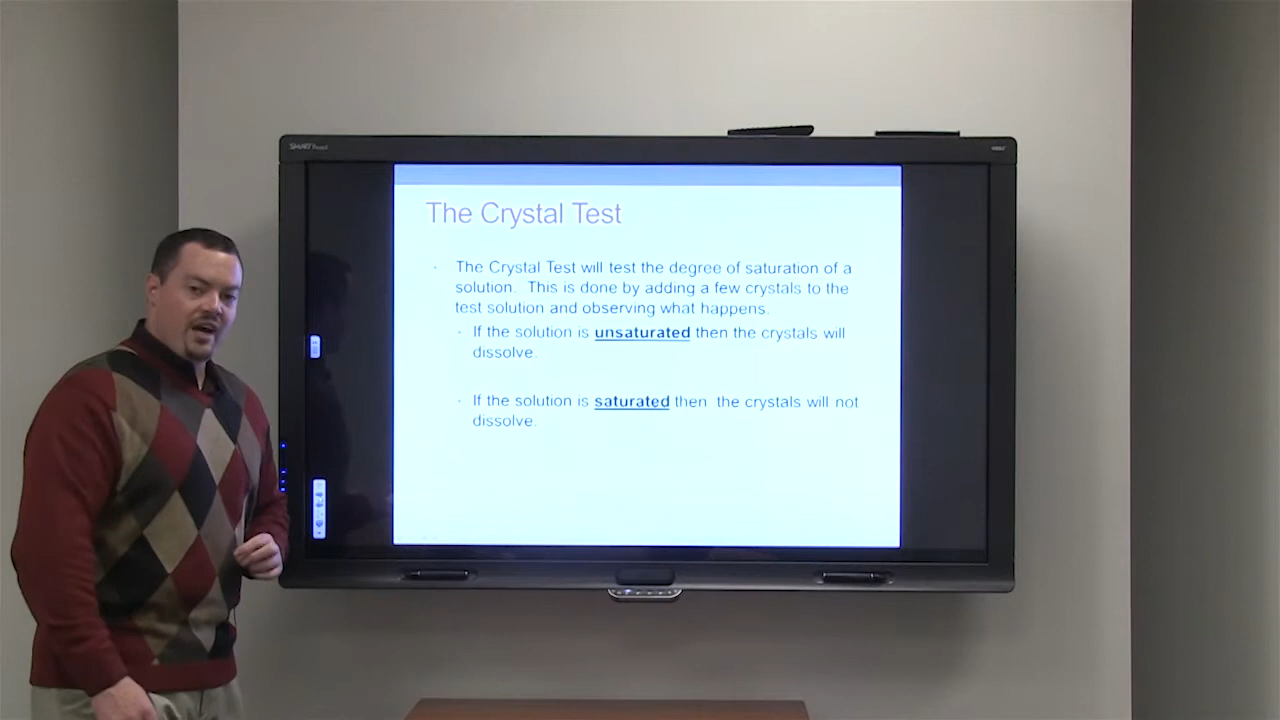 SMART Board
The Crystal Test
The Crystal Test will test the degree of saturation of a
solution. This is done by adding a few crystals to the
test solution and observing what happens.
If the solution is unsaturated then the crystals will
dissolve.
If the solution is saturated then the crystals will not
dissolve.